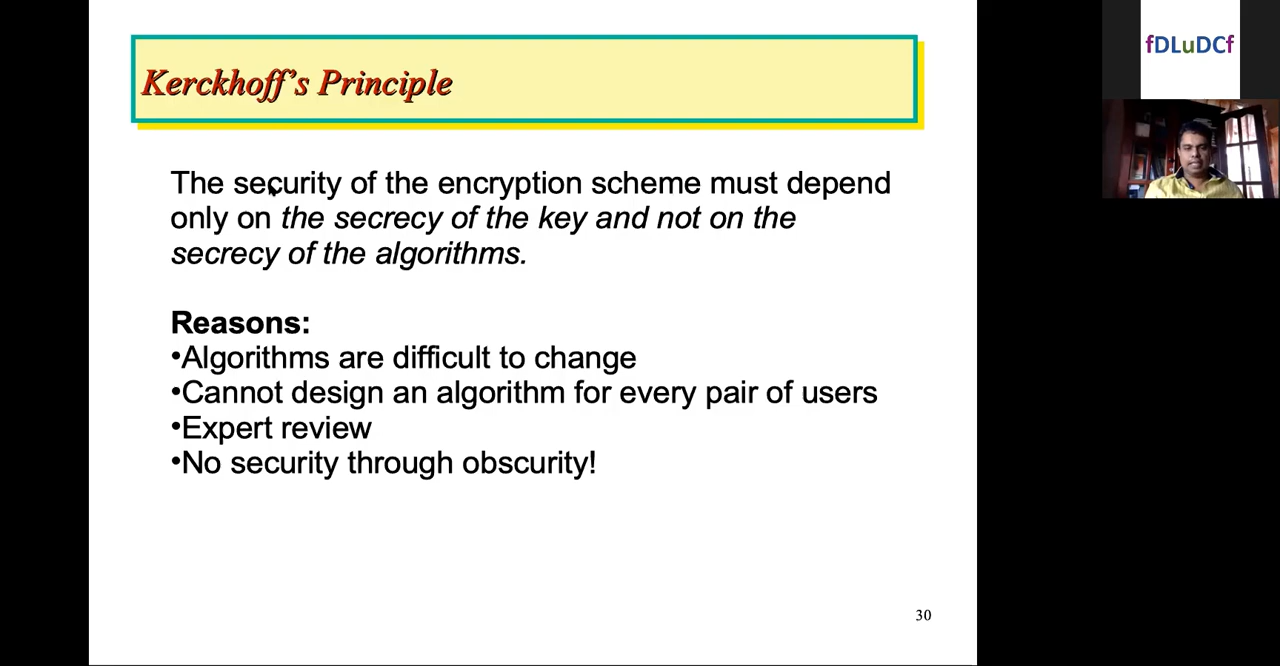 Kerckhoff's Principle
fDLuDCf
The security of the encryption scheme must depend
only on the secrecy of the key and not on the
secrecy of the algorithms.
Reasons:
•Algorithms are difficult to change
•Cannot design an algorithm for every pair of users
•Expert review
•No security through obscurity!
30